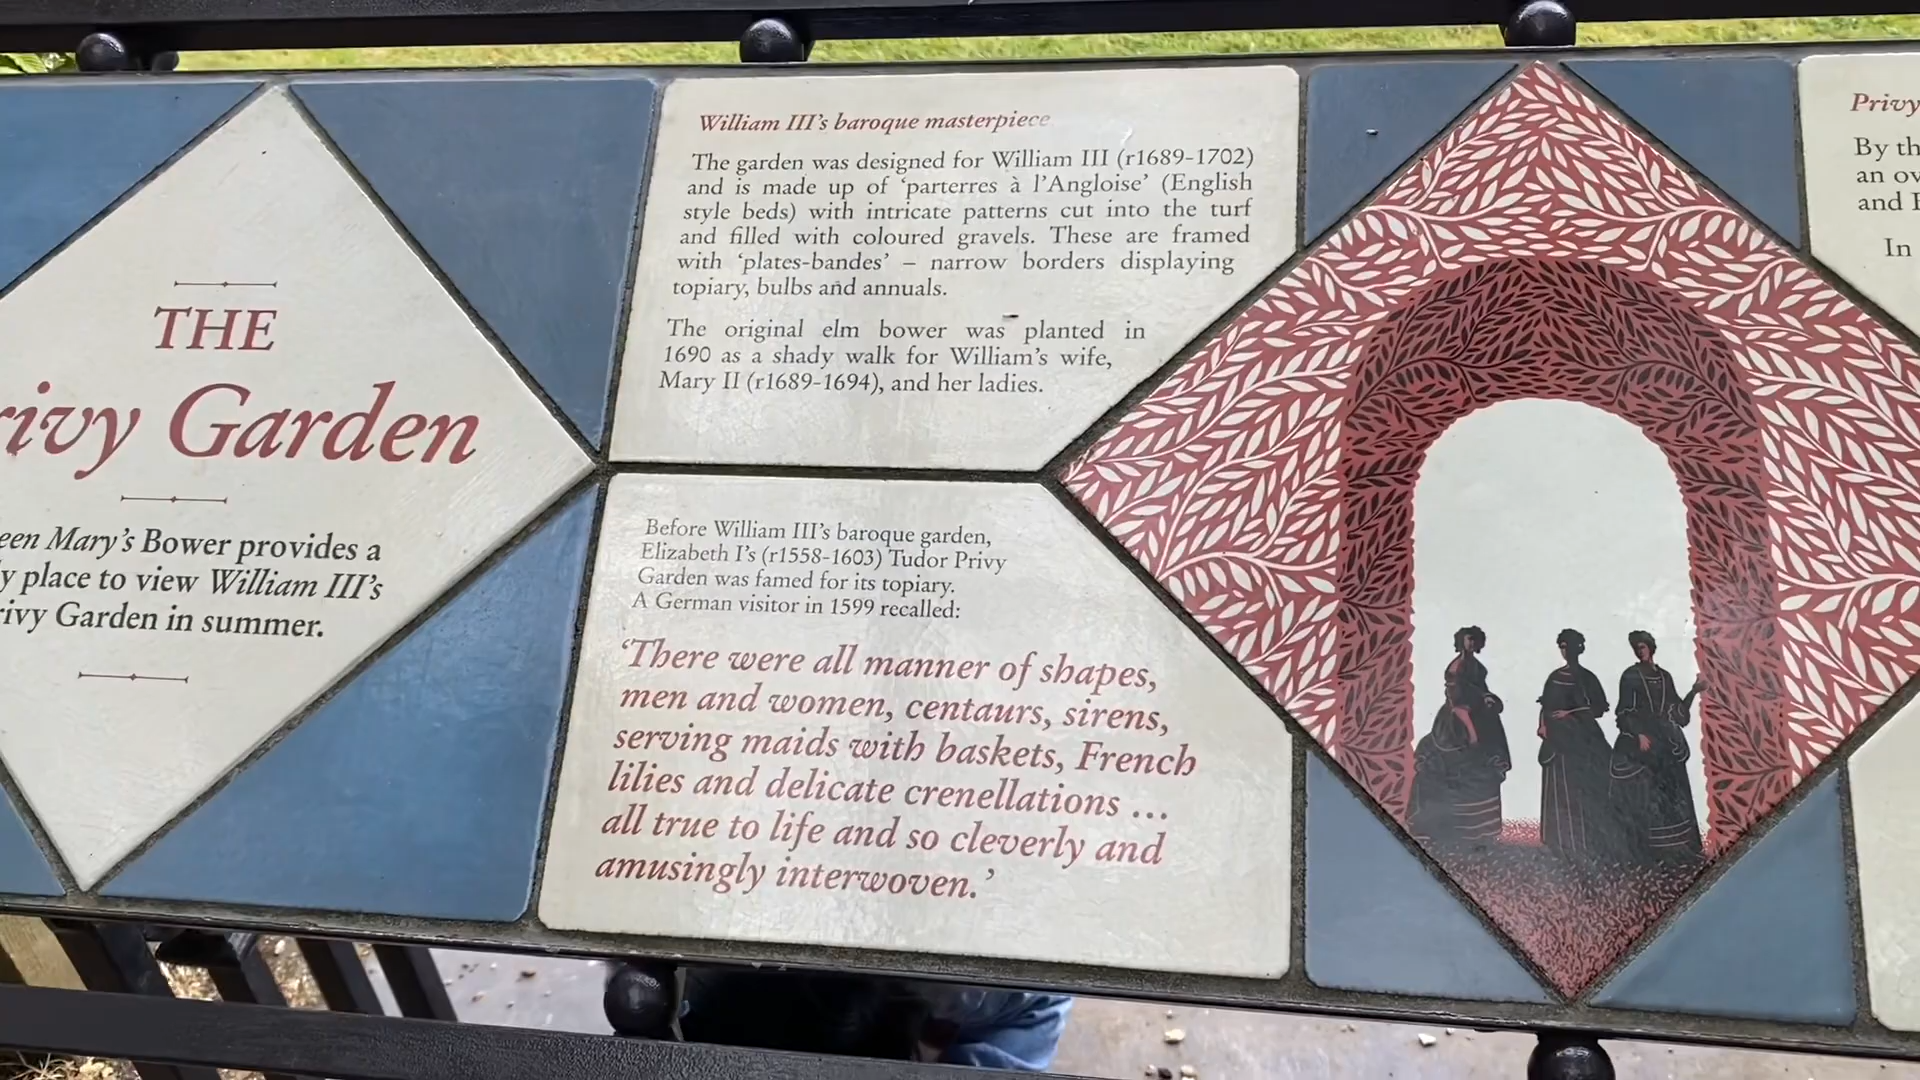 THE
Garden
Mary's Bower provides a
place to view William III's
Garden in summer.
William III's baroque masterpiece
The garden was designed for William III (r1689-1702)
and is made up of 'parterres à l'Angloise' (English
style beds) with intricate patterns cut into the turf
and filled with coloured gravels. These are framed
with 'plates-bandes' – narrow borders displaying
topiary, bulbs and annuals.
The original elm bower was planted in
1690 as a shady walk for William's wife,
Mary II (r1689-1694), and her ladies.
Before William III's baroque garden,
Elizabeth I's (r1558-1603) Tudor Privy
Garden was famed for its topiary.
A German visitor in 1599 recalled:
'There were all manner of shapes,
men and women, centaurs, sirens,
serving maids with baskets, French
lilies and delicate crenellations ...
all true to life and so cleverly and
amusingly interwoven.'
Privy
By
an
and
In